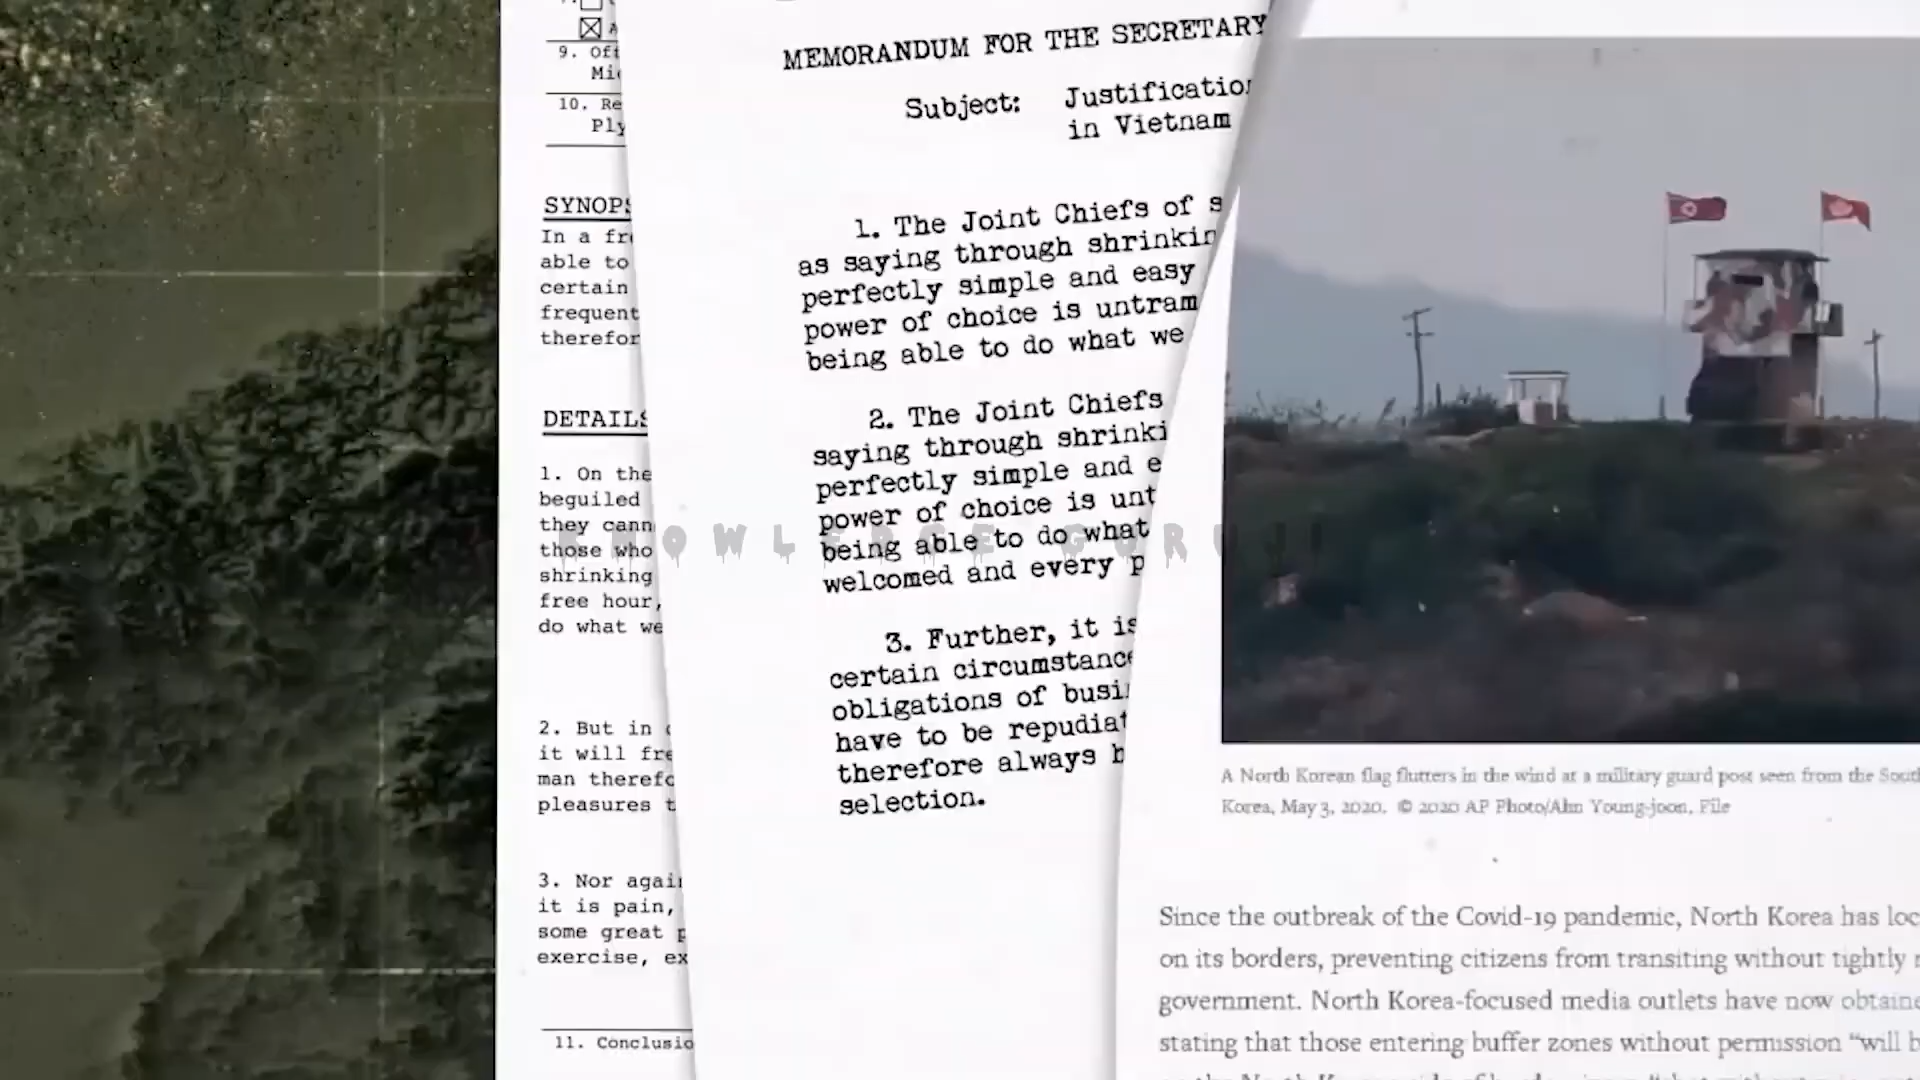 9. Off
Mi
10. Re
Ply
SYNOPS
In a fr
able to
certain
frequent
therefor
DETAILS
1. On the
beguiled
they cann
those who
shrinking
free hour,
do what we
2. But in
it will fre
man therefo
pleasures t
3. Nor agai
it is pain,
some great p
exercise, ex
11. Conclusio
MEMORANDUM FOR THE SECRETARY
Subject: Justification
in Vietnam
1. The Joint Chiefs of s
as saying through shrinkin
perfectly simple and easy
power of choice is untram
being able to do what we
2. The Joint Chiefs
saying through shrinki
perfectly simple and e
power of choice is unt
being able to do what
welcomed and every p
3. Further, it is
certain circumstance
obligations of busi
have to be repudiat
therefore always b
selection.
KNOWLEDGE GURUJI
A North Korean flag flutters in the wind at a military guard post seen from the South
Korea, May 3, 2020. © 2020 AP Photo/Ahn Young-joon, File
Since the outbreak of the Covid-19 pandemic, North Korea has loc
on its borders, preventing citizens from transiting without tightly r
government. North Korea-focused media outlets have now obtaine
stating that those entering buffer zones without permission “will b